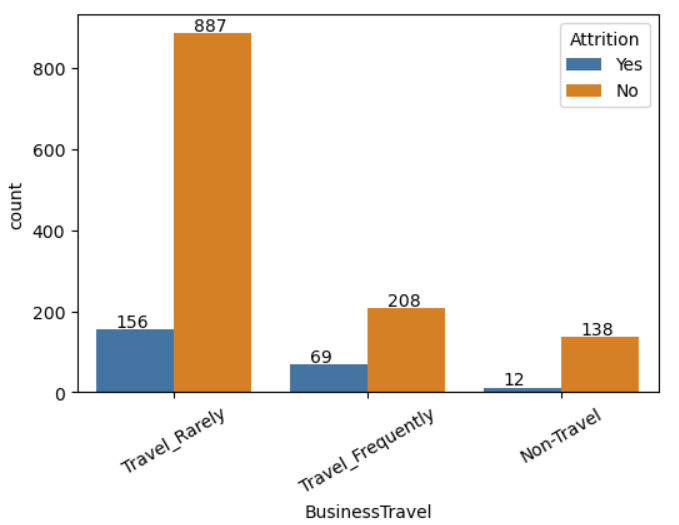 887
Attrition
Yes
No
800
600
count
400
200
208
156
138
69
12
0
Travel_Rarely
Travel_Frequently
Non-Travel
BusinessTravel